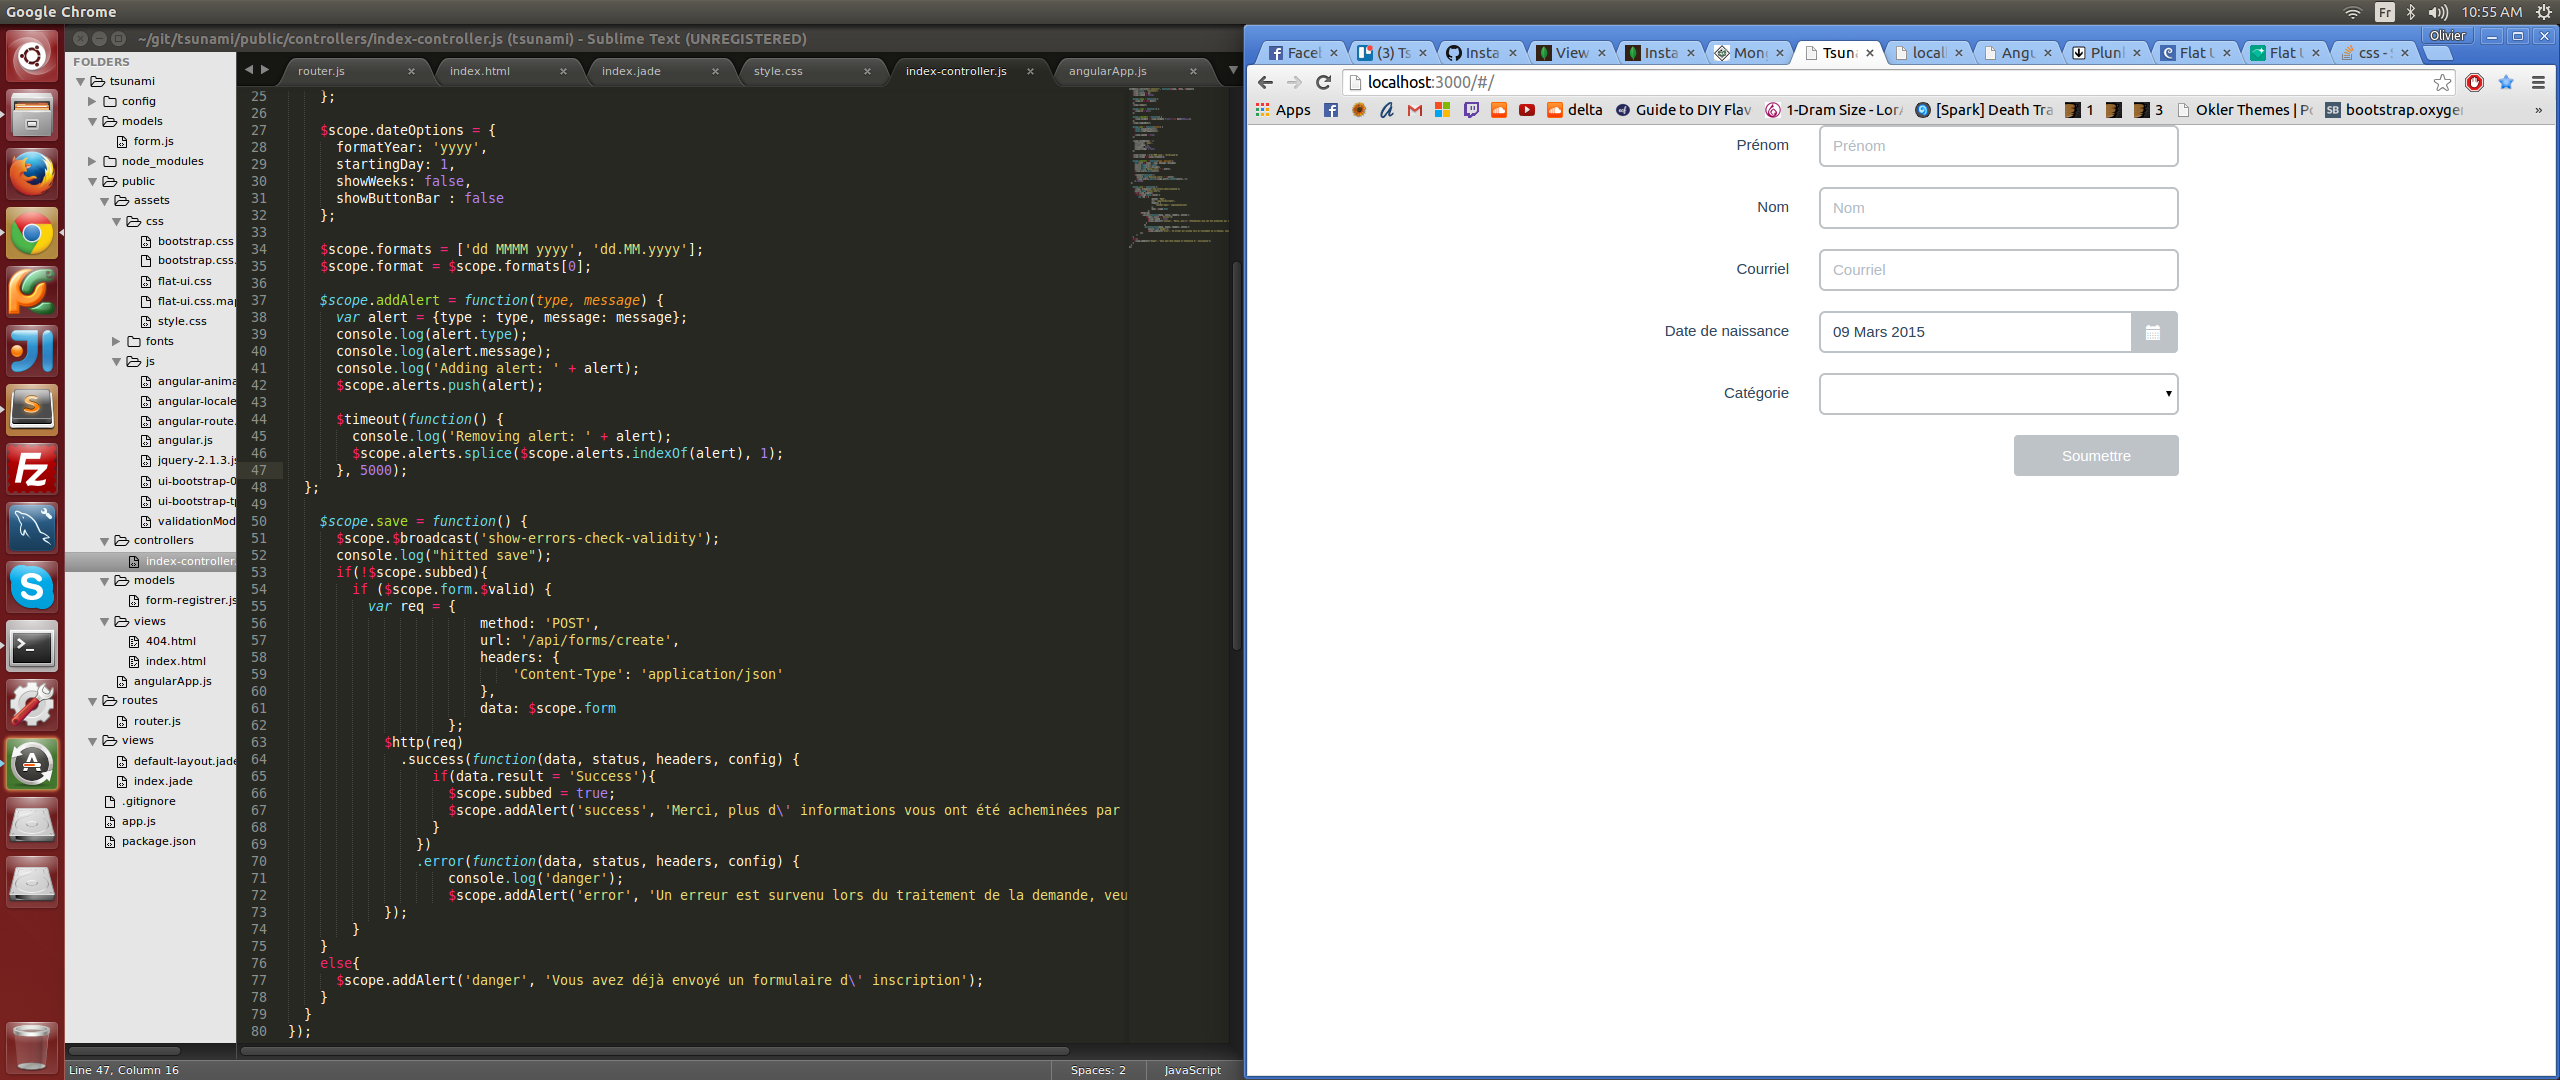 Google Chrome
Fr
10:55 AM
~/git/tsunami/public/controllers/index-controller.js (tsunami) - Sublime Text (UNREGISTERED)
FOLDERS
tsunami
config
models
form.js
node_modules
public
assets
css
bootstrap.css
bootstrap.css.
flat-ui.css
flat-ui.css.map
style.css
fonts
js
angular-anima
angular-locale
angular-route.
angular.js
jquery-2.1.3.js
ui-bootstrap-0
ui-bootstrap-tp
validationMod
controllers
index-controller.
models
form-registrer.js
views
404.html
index.html
angularApp.js
routes
router.js
views
default-layout.jade
index.jade
.gitignore
app.js
package.json
router.js
index.html
index.jade
style.css
index-controller.js
angularApp.js
25 };
26
27 $scope.dateOptions = {
28 formatYear: 'yyyy',
29 startingDay: 1,
30 showWeeks: false,
31 showButtonBar : false
32 };
33
34 $scope.formats = ['dd MMMM yyyy', 'dd.MM.yyyy'];
35 $scope.format = $scope.formats[0];
36
37 $scope.addAlert = function(type, message) {
38 var alert = {type : type, message: message};
39 console.log(alert.type);
40 console.log(alert.message);
41 console.log('Adding alert: ' + alert);
42 $scope.alerts.push(alert);
43
44 $timeout(function() {
45 console.log('Removing alert: ' + alert);
46 $scope.alerts.splice($scope.alerts.indexOf(alert), 1);
47 }, 5000);
48 };
49
50 $scope.save = function() {
51 $scope.$broadcast('show-errors-check-validity');
52 console.log("hitted save");
53 if(!$scope.subbed){
54 if ($scope.form.$valid) {
55 var req = {
56 method: 'POST',
57 url: '/api/forms/create',
58 headers: {
59 'Content-Type': 'application/json'
60 },
61 data: $scope.form
62 };
63 $http(req)
64 .success(function(data, status, headers, config) {
65 if(data.result = 'Success'){
66 $scope.subbed = true;
67 $scope.addAlert('success', 'Merci, plus d\' informations vous ont été acheminées par
68 }
69 })
70 .error(function(data, status, headers, config) {
71 console.log('danger');
72 $scope.addAlert('error', 'Un erreur est survenu lors du traitement de la demande, veu
73 });
74 }
75 }
76 else{
77 $scope.addAlert('danger', 'Vous avez déjà envoyé un formulaire d\' inscription');
78 }
79 }
80 });
Line 47, Column 16
Spaces: 2
JavaScript
Olivier
Facel
(3) Ts
Insta
View
Insta
Mong
Tsuna
locall
Angu
Plunk
Flat U
Flat U
css - S
localhost:3000/#/
Apps
delta
Guide to DIY Flav
1-Dram Size - LorA
[Spark] Death Tra
1
3
Okler Themes | Po
SB bootstrap.oxyger
»
Prénom
Prénom
Nom
Nom
Courriel
Courriel
Date de naissance
09 Mars 2015
Catégorie
Soumettre